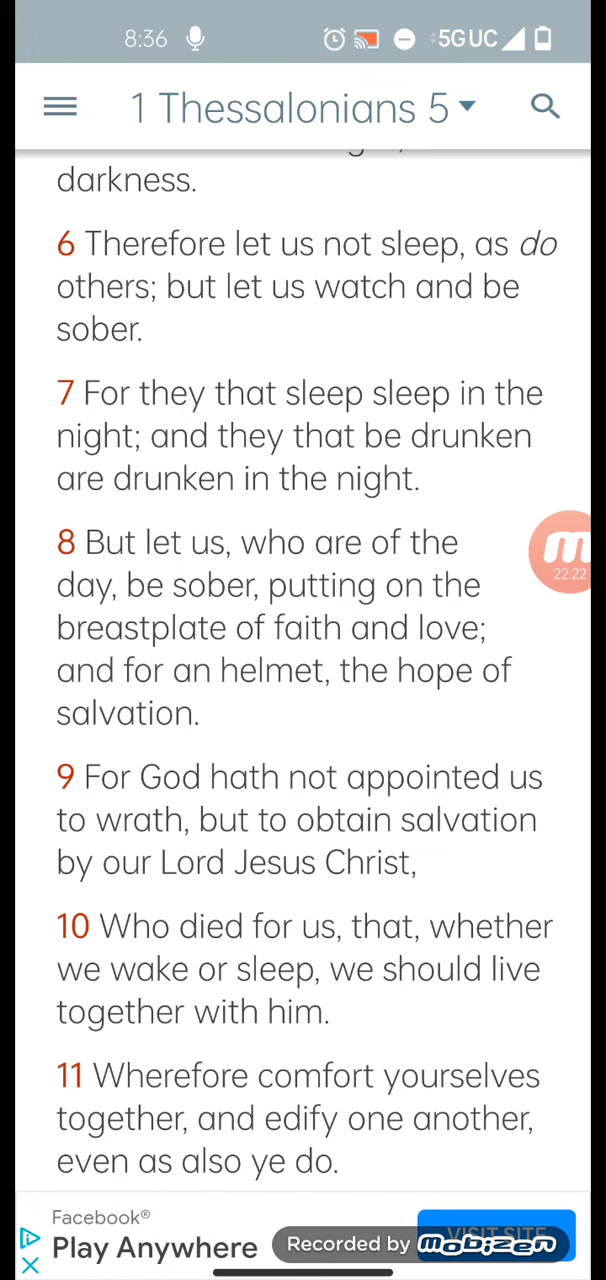 8:36 5G UC
1 Thessalonians 5
darkness.
6 Therefore let us not sleep, as do
others; but let us watch and be
sober.
7 For they that sleep sleep in the
night; and they that be drunken
are drunken in the night.
8 But let us, who are of the
day, be sober, putting on the
breastplate of faith and love;
and for an helmet, the hope of
salvation.
22:22
9 For God hath not appointed us
to wrath, but to obtain salvation
by our Lord Jesus Christ,
10 Who died for us, that, whether
we wake or sleep, we should live
together with him.
11 Wherefore comfort yourselves
together, and edify one another,
even as also ye do.
Facebook®
Play Anywhere
VISIT SITE
Recorded by mobizen